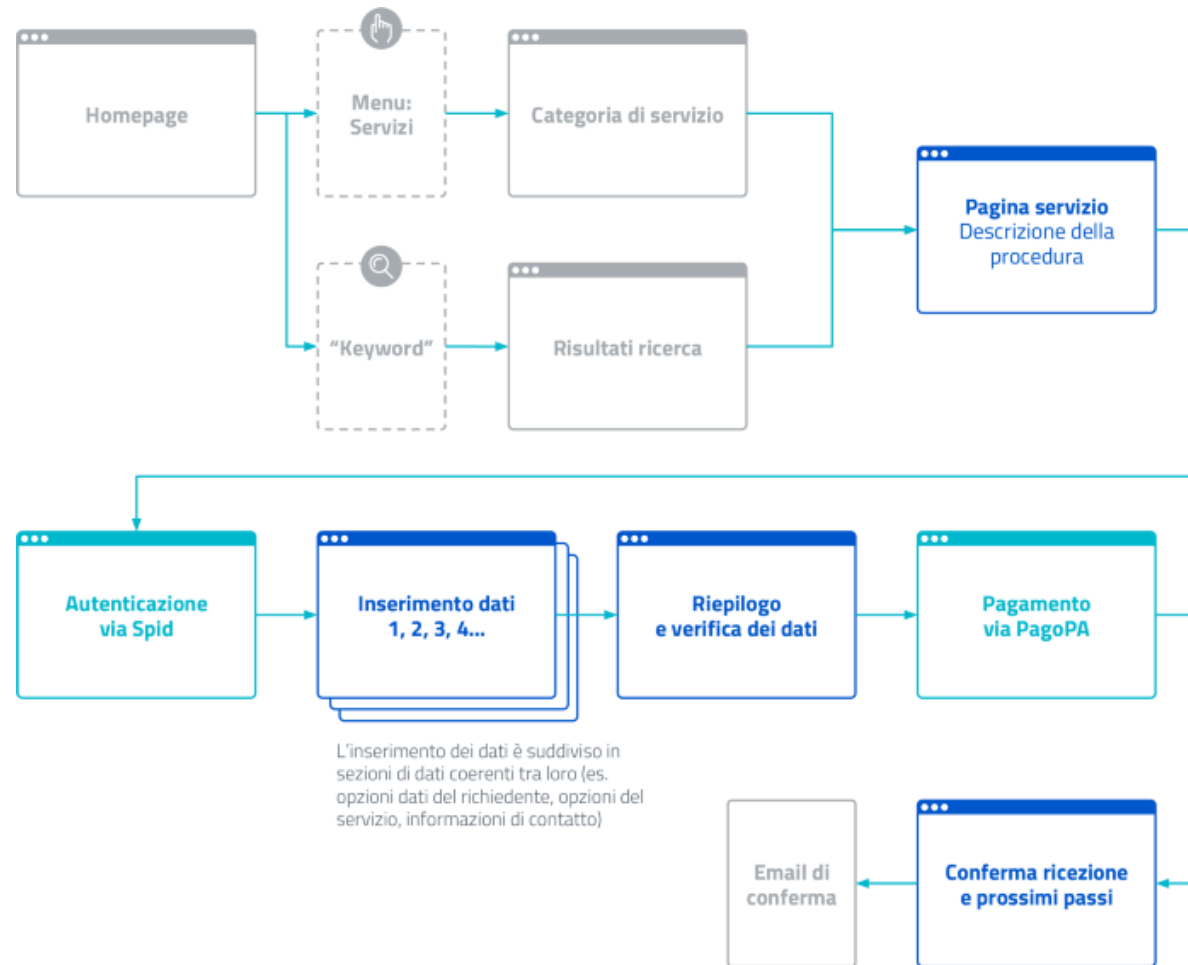 Homepage
Menu:
Servizi
Categoria di servizio
“Keyword”
Risultati ricerca
Pagina servizio
Descrizione della
procedura
Autenticazione
via Spid
Inserimento dati
1, 2, 3, 4...
Riepilogo
e verifica dei dati
Pagamento
via PagoPA
L’inserimento dei dati è suddiviso in
sezioni di dati coerenti tra loro (es.
opzioni dati del richiedente, opzioni del
servizio, informazioni di contatto)
Email di
conferma
Conferma ricezione
e prossimi passi